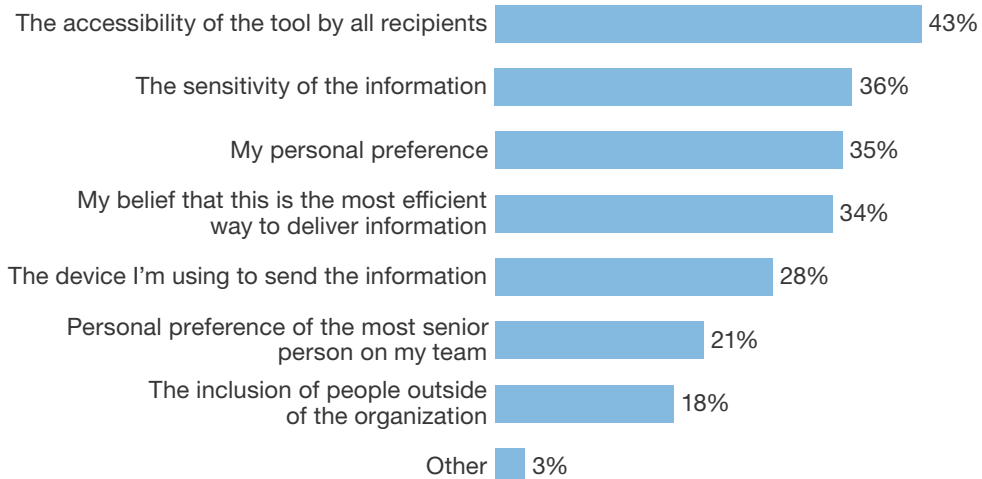 The accessibility of the tool by all recipients 43%
The sensitivity of the information 36%
My personal preference 35%
My belief that this is the most efficient
way to deliver information 34%
The device I’m using to send the information 28%
Personal preference of the most senior
person on my team 21%
The inclusion of people outside
of the organization 18%
Other 3%